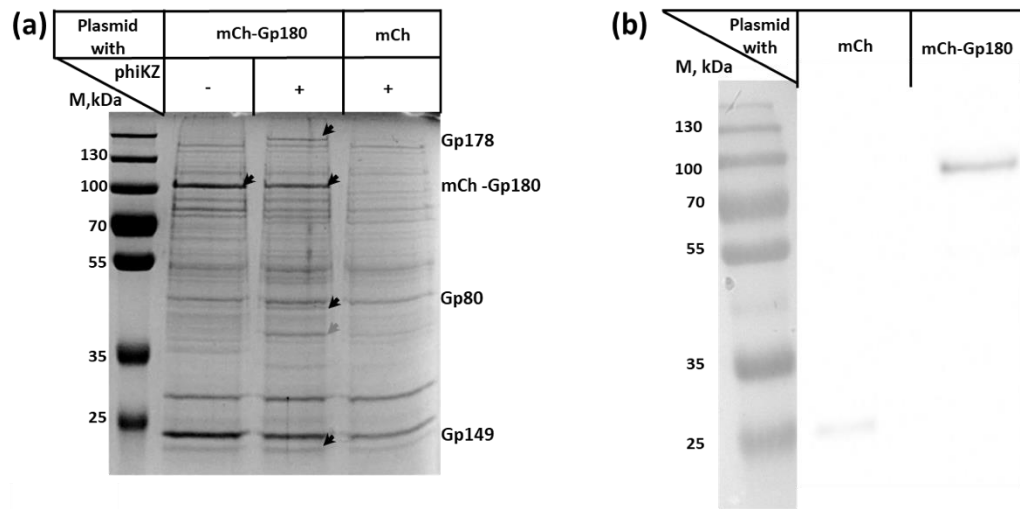 (a)
Plasmid with
mCh-Gp180
mCh
phiKZ
M,kDa
-
+
+
130
100
70
55
35
25
Gp178
mCh -Gp180
Gp80
Gp149
(b)
Plasmid with
mCh
mCh-Gp180
M, kDa
130
100
70
55
35
25